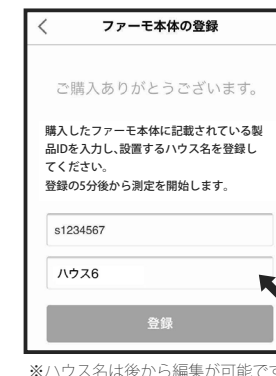 ファーモ本体の登録
ご購入ありがとうございます。
購入したファーモ本体に記載されている製
品IDを入力し、設置するハウス名を登録し
てください。
登録の5分後から測定を開始します。
s1234567
ハウス6
登録
※ハウス名は後から編集が可能です